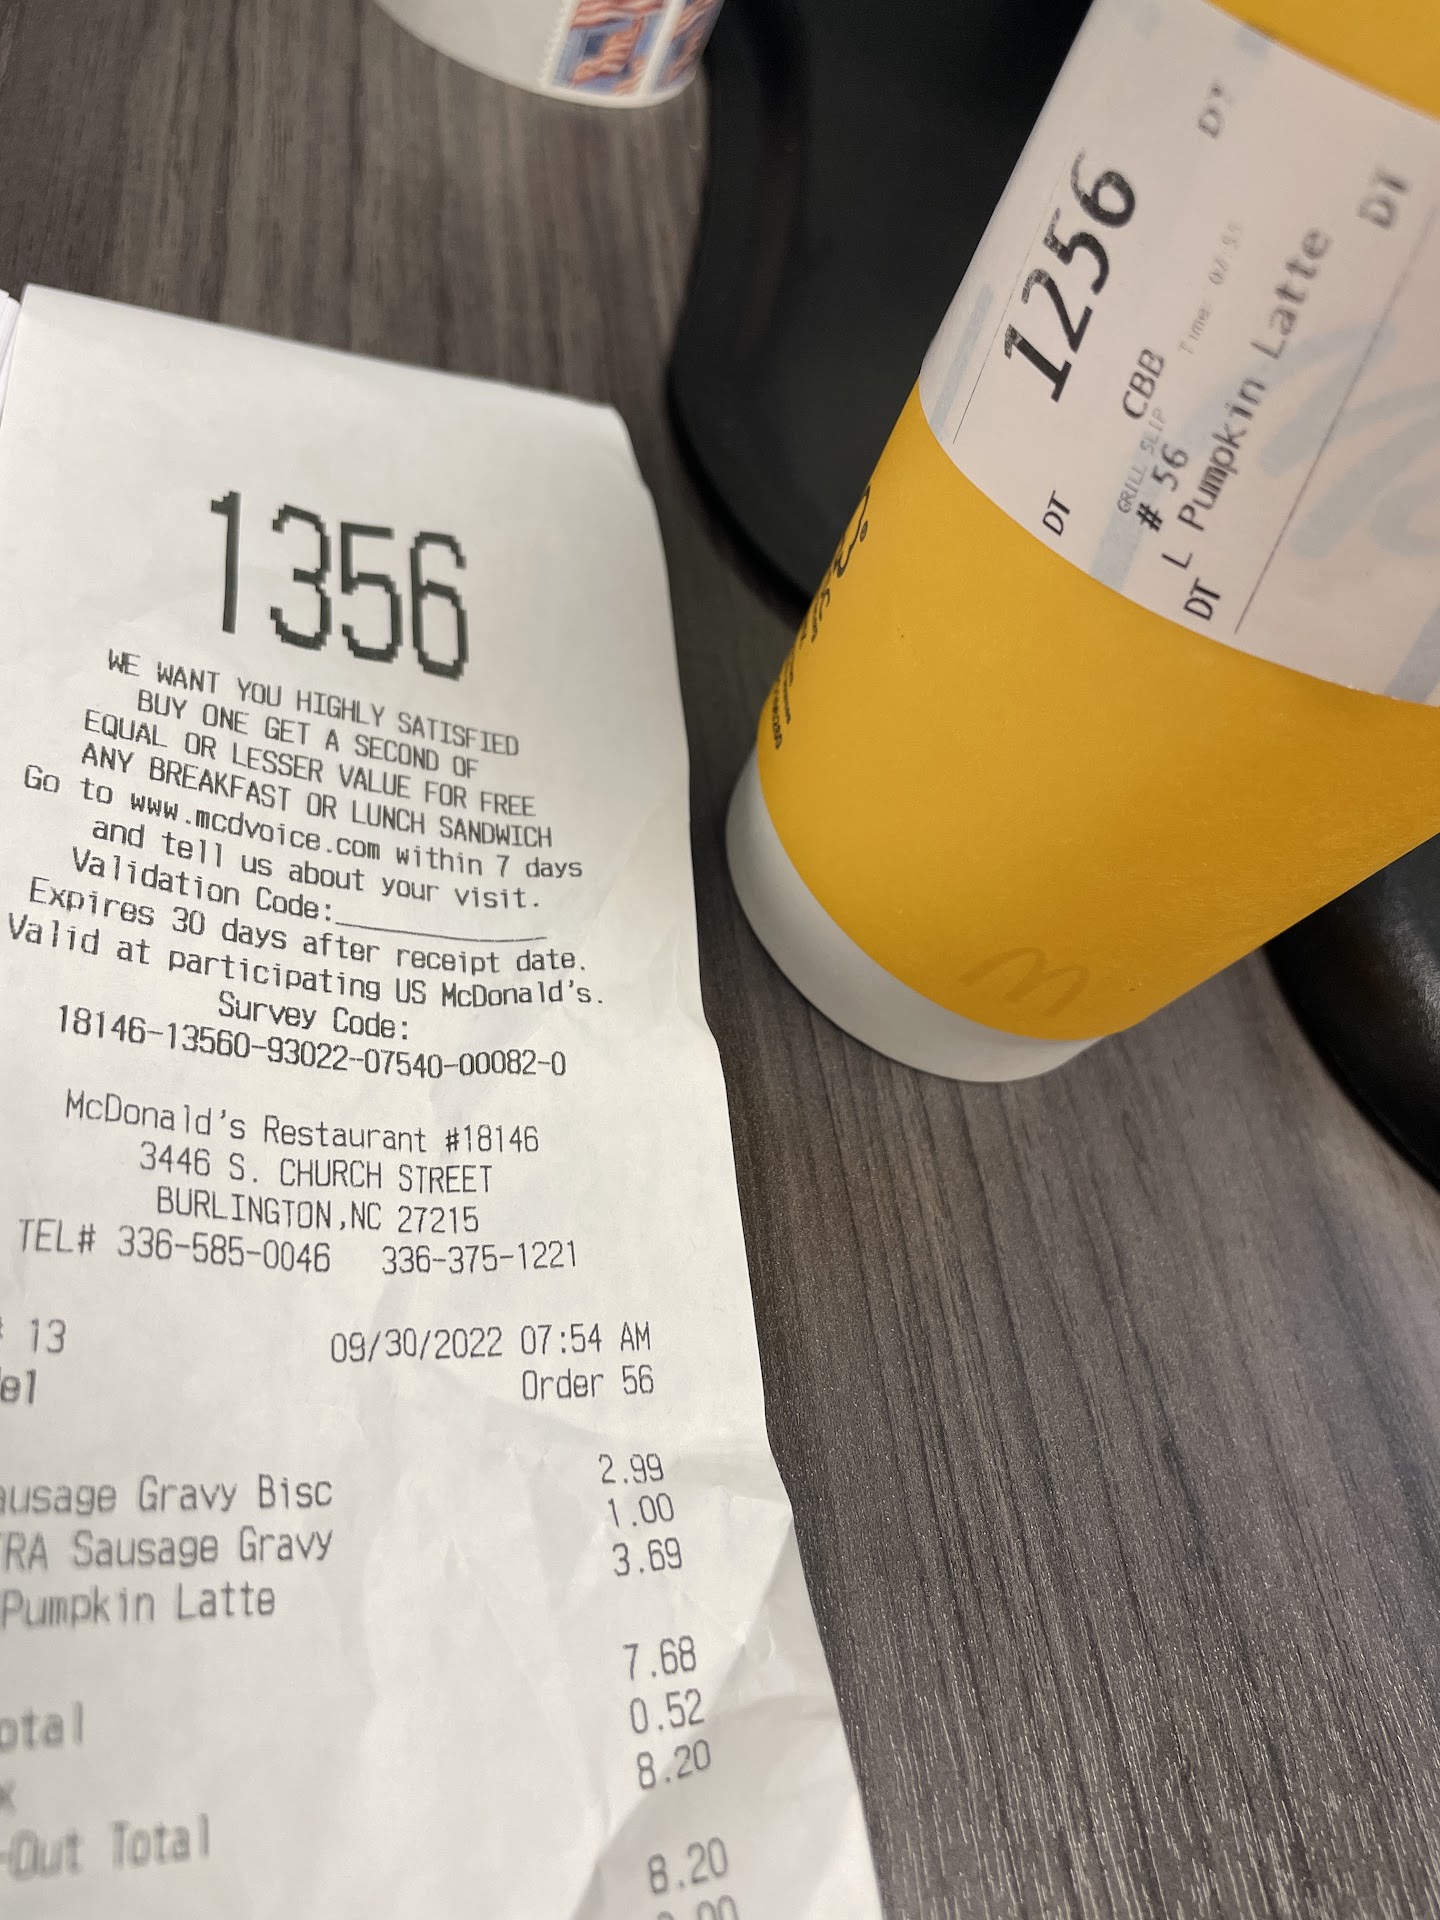 1356
WE WANT YOU HIGHLY SATISFIED
BUY ONE GET A SECOND OF
EQUAL OR LESSER VALUE FOR FREE
ANY BREAKFAST OR LUNCH SANDWICH
Go to www.mcdvoice.com within 7 days
and tell us about your visit.
Validation Code:
Expires 30 days after receipt date.
Valid at participating US McDonald's.
Survey Code:
18146-13560-93022-07540-00082-0
McDonald's Restaurant #18146
3446 S. CHURCH STREET
BURLINGTON,NC 27215
TEL# 336-585-0046 336-375-1221
13 09/30/2022 07:54 AM
el Order 56
ausage Gravy Bisc 2.99
RA Sausage Gravy 1.00
Pumpkin Latte 3.69
otal 7.68
x 0.52
-Out Total 8.20
8.20
DT 1256 DT
CBB
GRILL SLIP
# 56
DT L Pumpkin Latte DT